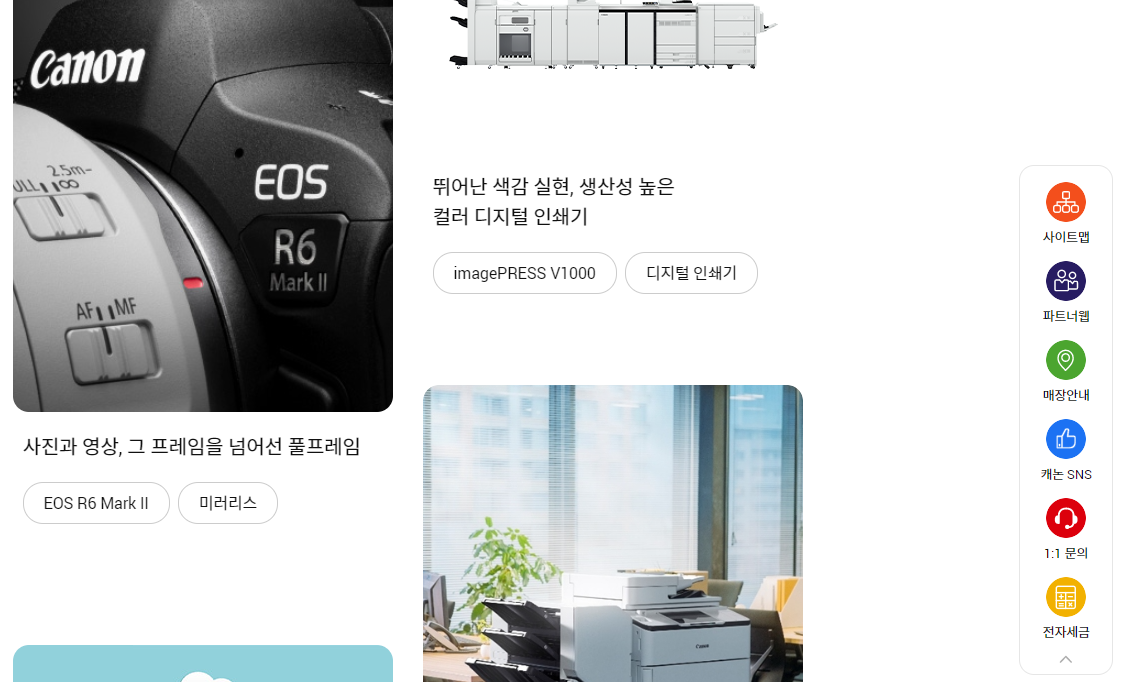 Canon
EOS
R6
Mark II
2.5m-
∞
AF MF
사진과 영상, 그 프레임을 넘어선 풀프레임
EOS R6 Mark II
미러리스
뛰어난 색감 실현, 생산성 높은
컬러 디지털 인쇄기
imagePRESS V1000
디지털 인쇄기
Canon
사이트맵
파트너웹
매장안내
캐논 SNS
1:1 문의
전자세금